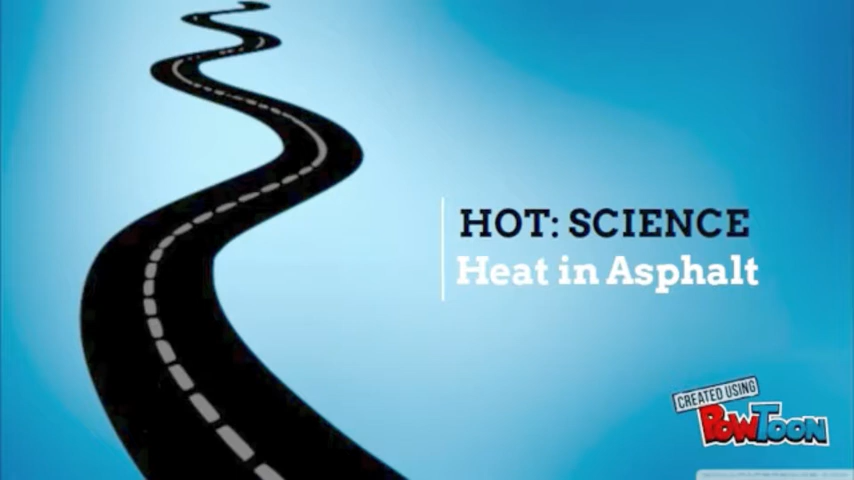 HOT: SCIENCE
Heat in Asphalt
CREATED USING
POWTOON